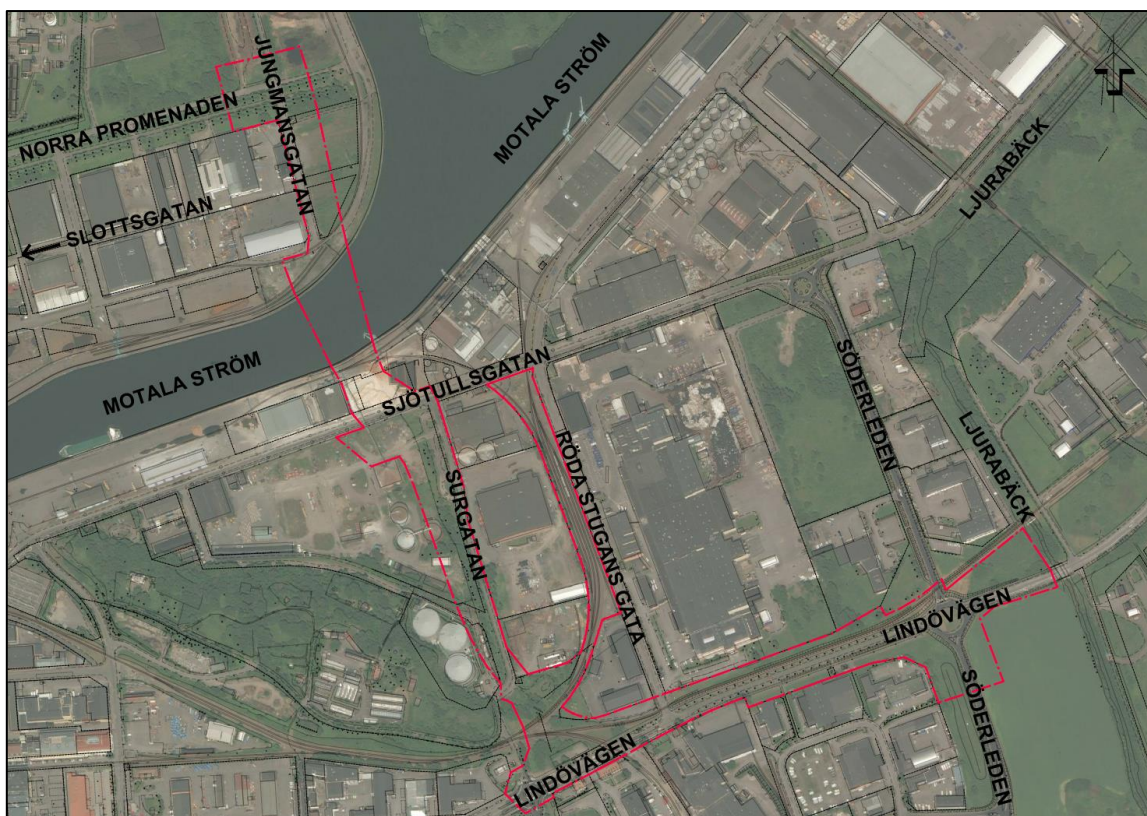 JUNGMANSGATAN
NORRA PROMENADEN
SLOTTSGATAN
MOTALA STRÖM
LJURABÄCK
MOTALA STRÖM
SJÖTULLSGATAN
SÖDERLEDEN
LJURABÄCK
SURGATAN
RÖDA STUGANS GATA
LINDÖVÄGEN
LINDÖVÄGEN
SÖDERLEDEN